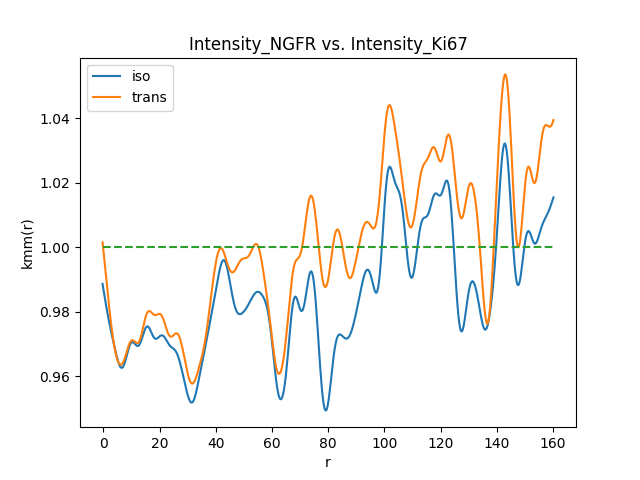 Intensity_NGFR vs. Intensity_Ki67
iso
trans
1.04
1.02
1.00
0.98
0.96
kmm(r)
0 20 40 60 80 100 120 140 160
r